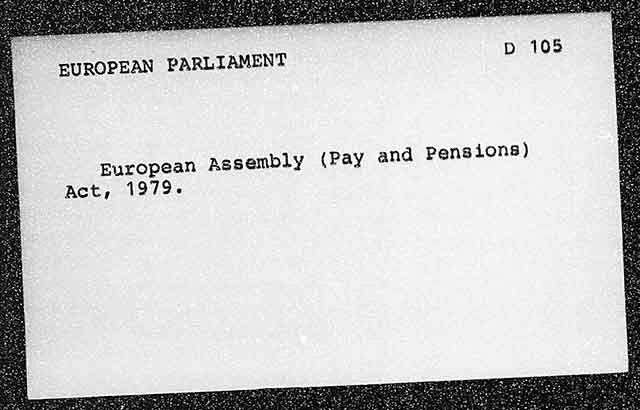 EUROPEAN PARLIAMENT D 105
European Assembly (Pay and Pensions)
Act, 1979.